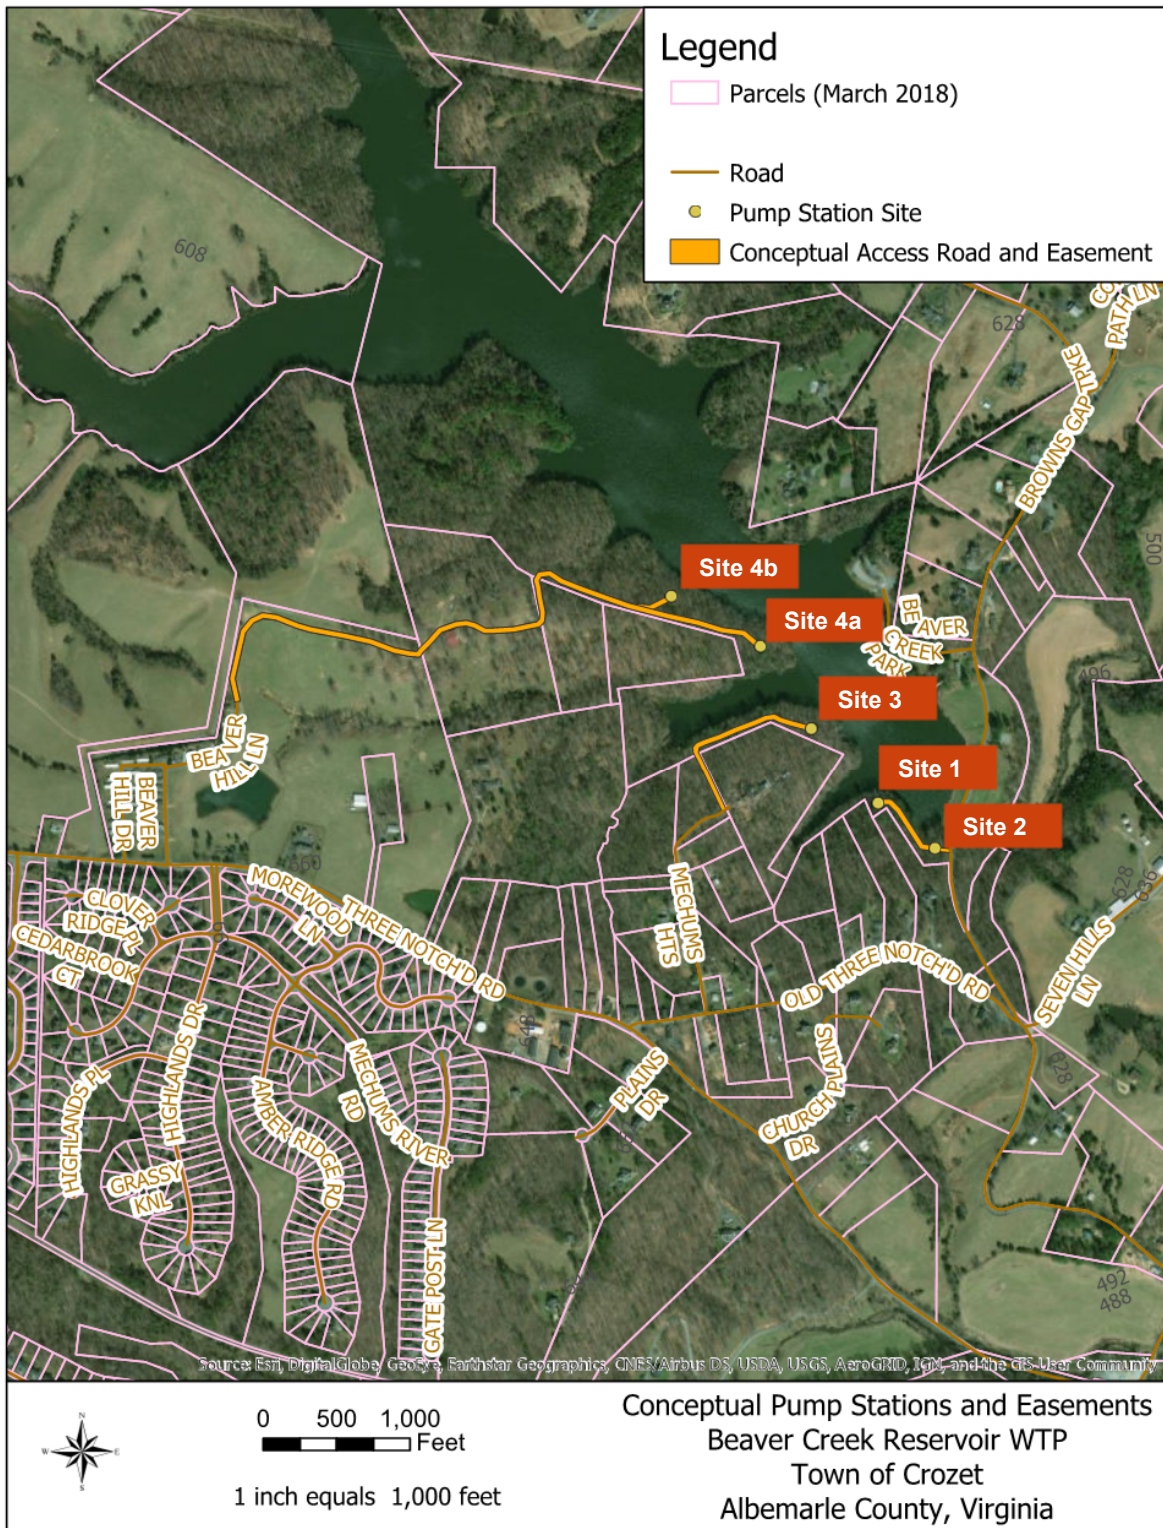 Legend
Parcels (March 2018)
Road
Pump Station Site
Conceptual Access Road and Easement
608
628
PATH LN
BROWNS GAP TPKE
500
Site 4b
Site 4a
BEAVER
CREEK
PARK
496
Site 3
Site 1
Site 2
BEAVER
HILL LN
BEAVER
HILL DR
660
628
636
MOREWOOD
LN
THREE NOTCH'D RD
CLOVER
RIDGE PL
CEDARBROOK
CT
MECHUMS
HTS
OLD THREE NOTCH'D RD
SEVEN HILLS
LN
HIGHLANDS DR
648
628
HIGHLANDS PL
AMBER RIDGE RD
MECHUMS RIVER
RD
PLAINS
DR
CHURCH PLAINS
DR
GRASSY
KNL
GATE POST LN
492
488
Source: Esri, DigitalGlobe, GeoEye, Earthstar Geographics, CNES/Airbus DS, USDA, USGS, AeroGRID, IGN, and the GIS User Community
N
W
E
S
0 500 1,000
Feet
1 inch equals 1,000 feet
Conceptual Pump Stations and Easements
Beaver Creek Reservoir WTP
Town of Crozet
Albemarle County, Virginia